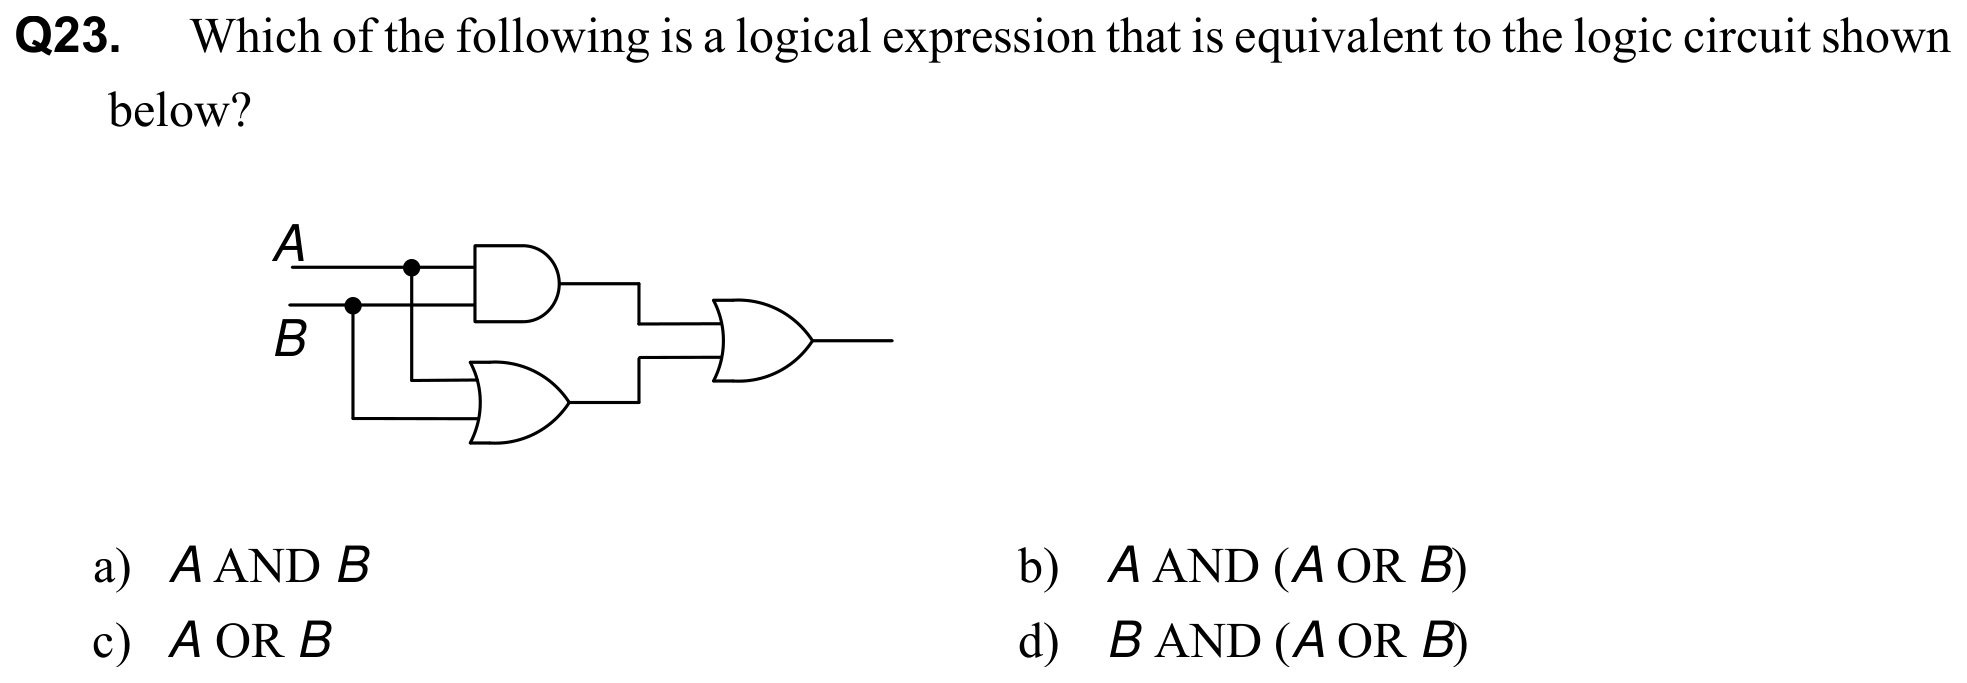 Q23. Which of the following is a logical expression that is equivalent to the logic circuit shown
below?
A
B
a) A AND B
b) A AND (A OR B)
c) A OR B
d) B AND (A OR B)